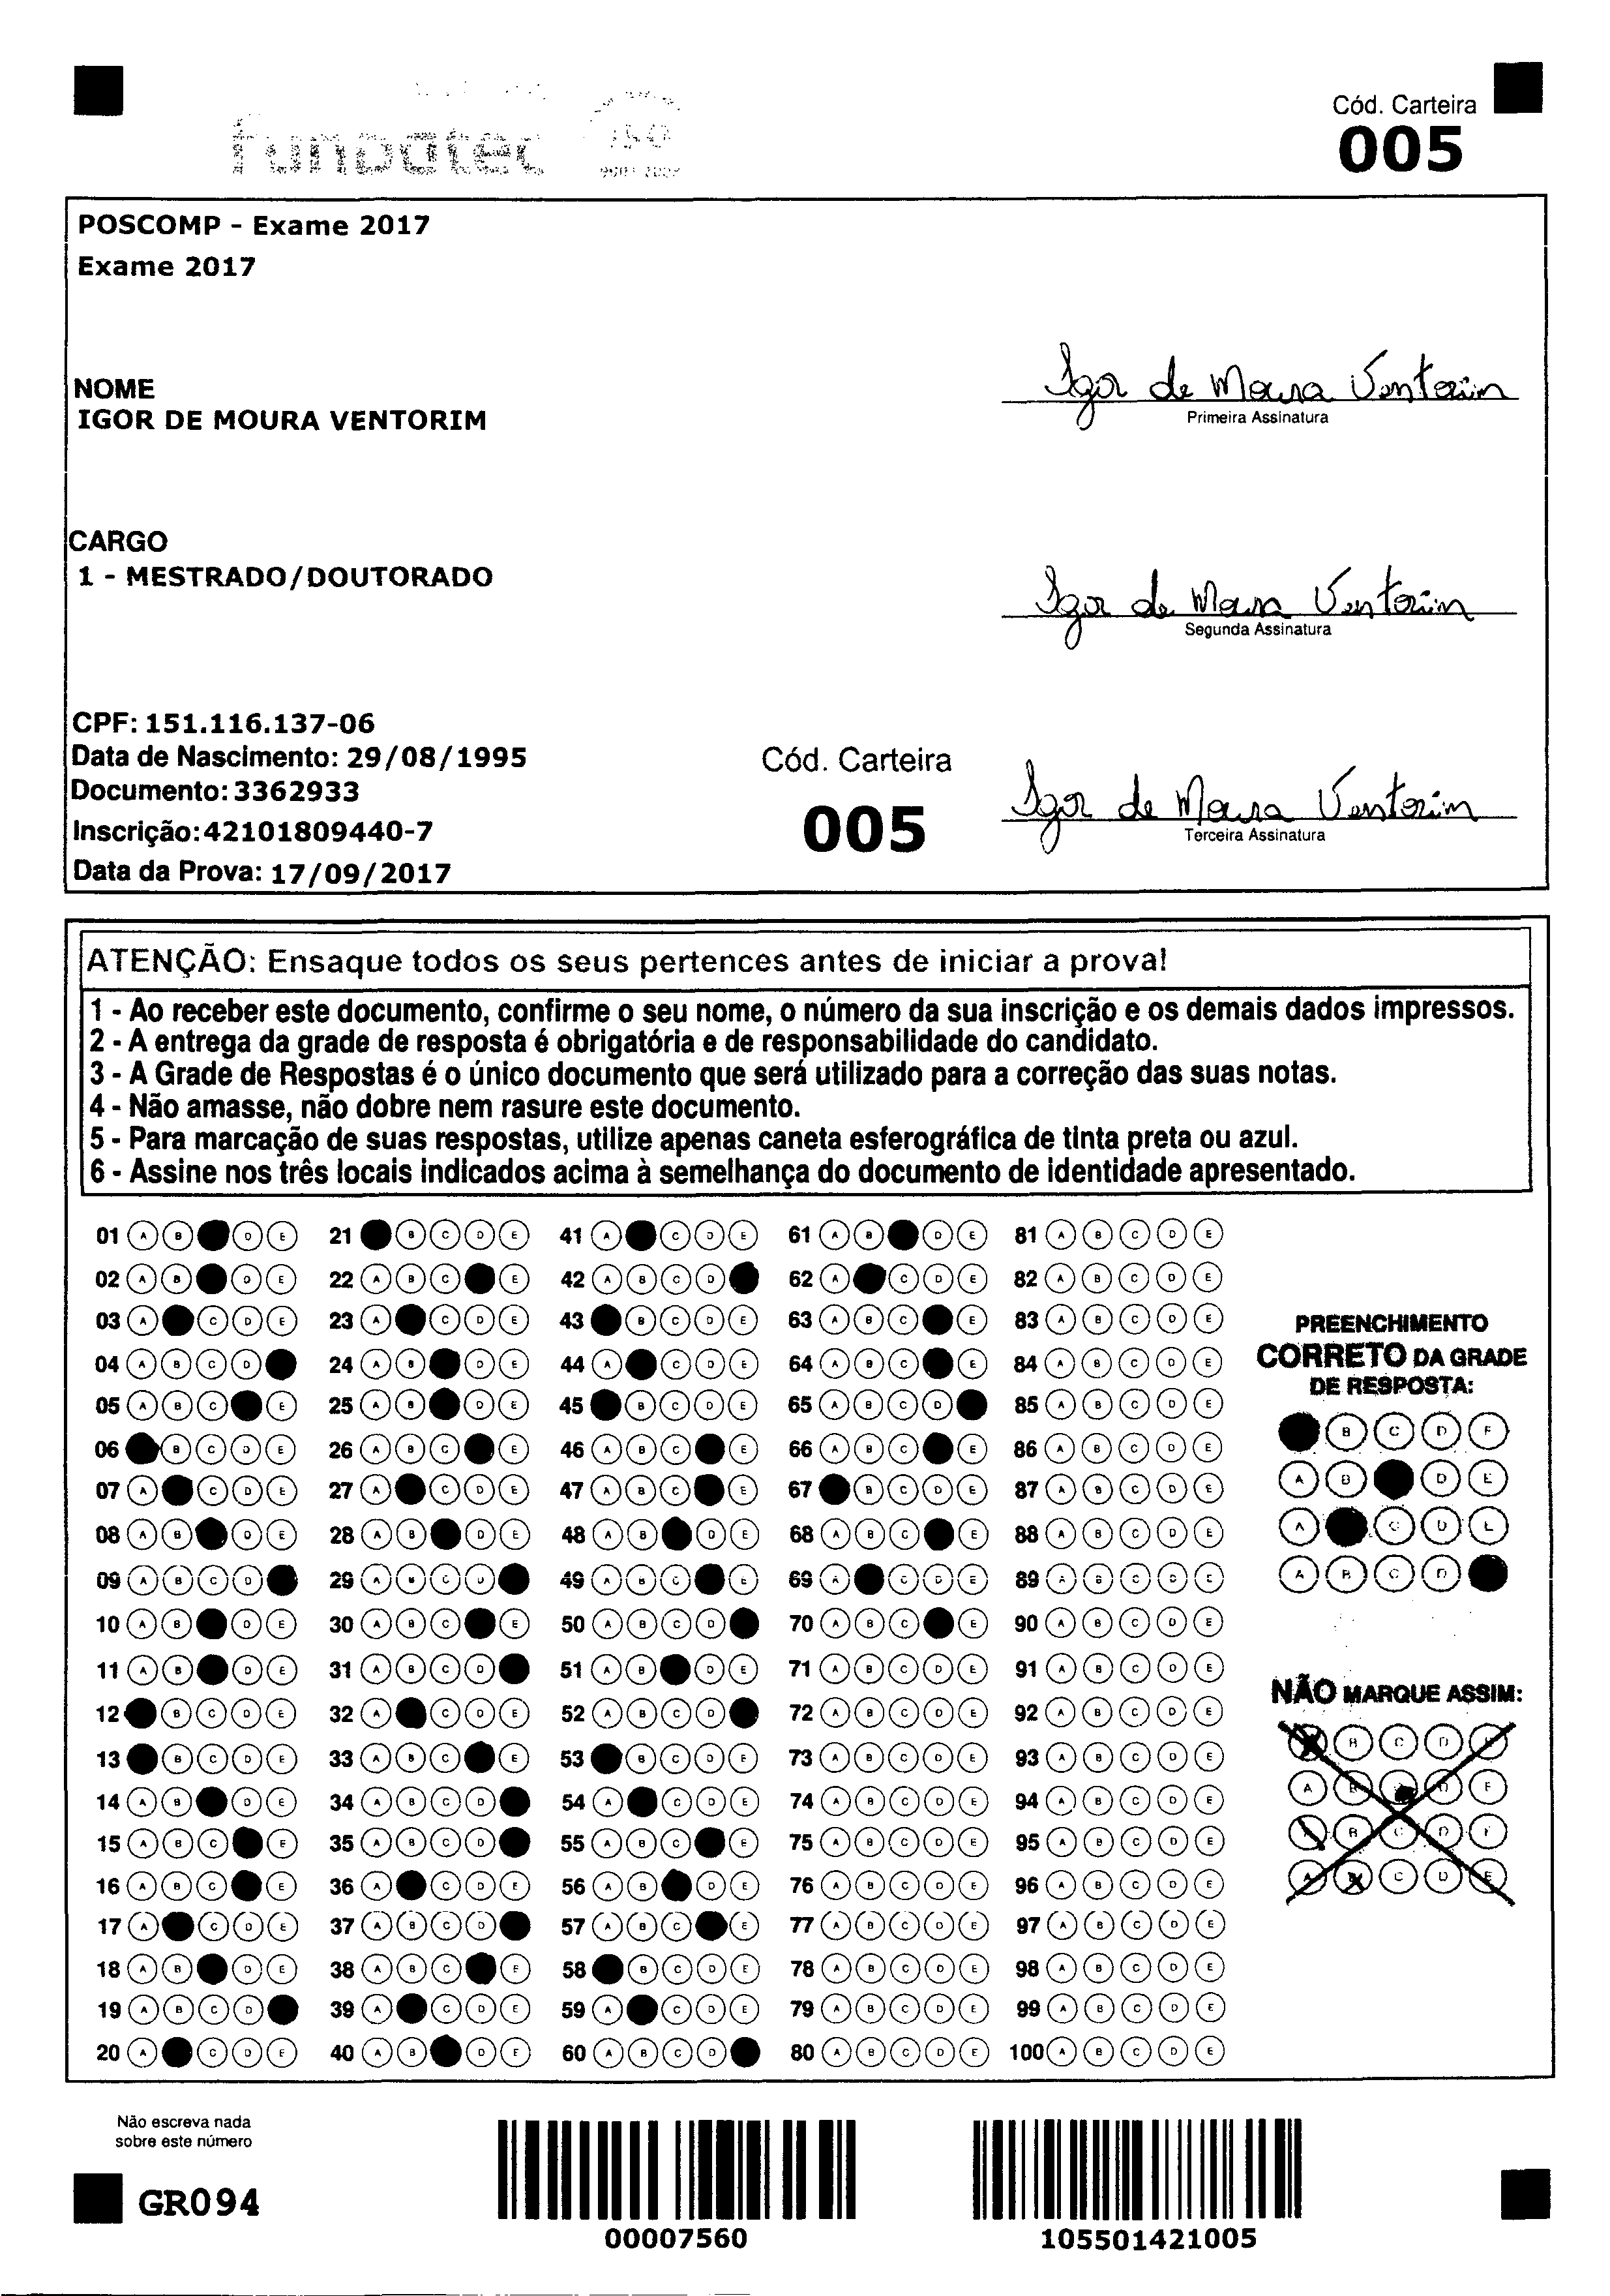 Cód. Carteira
005
fundatec
ISO
POSCOMP - Exame 2017
Exame 2017
NOME
IGOR DE MOURA VENTORIM
Igor de Moura Ventorim
Primeira Assinatura
CARGO
1 - MESTRADO/DOUTORADO
Igor de Moura Ventorim
Segunda Assinatura
CPF: 151.116.137-06
Data de Nascimento: 29/08/1995
Documento: 3362933
Inscrição: 42101809440-7
Data da Prova: 17/09/2017
Cód. Carteira
005
Igor de Moura Ventorim
Terceira Assinatura
ATENÇÃO: Ensaque todos os seus pertences antes de iniciar a prova!
1 - Ao receber este documento, confirme o seu nome, o número da sua inscrição e os demais dados impressos.
2 - A entrega da grade de resposta é obrigatória e de responsabilidade do candidato.
3 - A Grade de Respostas é o único documento que será utilizado para a correção das suas notas.
4 - Não amasse, não dobre nem rasure este documento.
5 - Para marcação de suas respostas, utilize apenas caneta esferográfica de tinta preta ou azul.
6 - Assine nos três locais indicados acima à semelhança do documento de identidade apresentado.
01 A B D E 21 B C D E 41 A C D E 61 A B D E 81 A B C D E
02 A B D E 22 A B C E 42 A B C D 62 A C D E 82 A B C D E
03 A C D E 23 A C D E 43 B C D E 63 A B C E 83 A B C D E
04 A B C D 24 A B D E 44 A C D E 64 A B C E 84 A B C D E
05 A B C E 25 A B D E 45 B C D E 65 A B C D 85 A B C D E
06 B C D E 26 A B C E 46 A B C E 66 A B C E 86 A B C D E
07 A C D E 27 A C D E 47 A B C E 67 B C D E 87 A B C D E
08 A B D E 28 A B D E 48 A B D E 68 A B C E 88 A B C D E
09 A B C D 29 A B C D 49 A B C E 69 A C D E 89 A B C D E
10 A B D E 30 A B C E 50 A B C D 70 A B C E 90 A B C D E
11 A B D E 31 A B C D 51 A B D E 71 A B C D E 91 A B C D E
12 B C D E 32 A C D E 52 A B C D 72 A B C D E 92 A B C D E
13 B C D E 33 A B C E 53 B C D E 73 A B C D E 93 A B C D E
14 A B D E 34 A B C D 54 A C D E 74 A B C D E 94 A B C D E
15 A B C E 35 A B C D 55 A B C E 75 A B C D E 95 A B C D E
16 A B C E 36 A C D E 56 A B D E 76 A B C D E 96 A B C D E
17 A C D E 37 A B C D 57 A B C E 77 A B C D E 97 A B C D E
18 A B D E 38 A B C E 58 B C D E 78 A B C D E 98 A B C D E
19 A B C D 39 A C D E 59 A C D E 79 A B C D E 99 A B C D E
20 A C D E 40 A B D E 60 A B C D 80 A B C D E 100 A B C D E
PREENCHIMENTO
CORRETO DA GRADE
DE RESPOSTA:
B C D E
A B D E
A C D E
A B C D
NÃO MARQUE ASSIM:
B C D
A B D E
B C D E
A C D E
Não escreva nada
sobre este número
GR094
00007560
105501421005